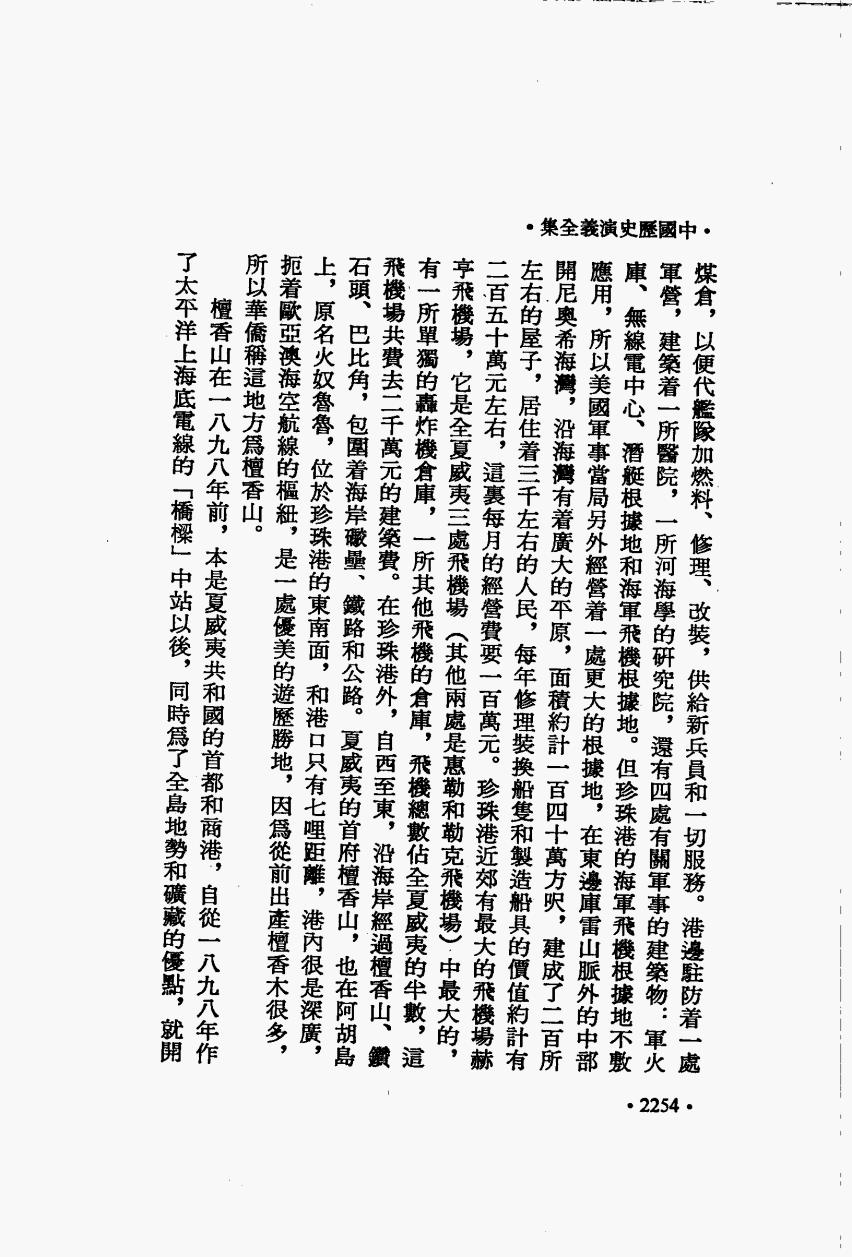 •中國歷史演義全集•
煤倉，以便代艦隊加燃料、修理、改裝，供給新兵員和一切服務。港邊駐防着一處
軍營，建築着一所醫院，一所河海學的研究院，還有四處有關軍事的建築物：軍火
庫、無線電中心、潛艇根據地和海軍飛機根據地。但珍珠港的海軍飛機根據地不敷
應用，所以美國軍事當局另外經營着一處更大的根據地，在東邊庫雷山脈外的中部
開尼奧希海灣，沿海灣有着廣大的平原，面積約計一百四十萬方呎，建成了二百所
左右的屋子，居住着三千左右的人民，每年修理裝換船隻和製造船具的價值約計有
二百五十萬元左右，這裏每月的經營費要一百萬元。珍珠港近郊有最大的飛機場赫
亨飛機場，它是全夏威夷三處飛機場（其他兩處是惠勒和勒克飛機場）中最大的，
有一所單獨的轟炸機倉庫，一所其他飛機的倉庫，飛機總數佔全夏威夷的半數，這
飛機場共費去二千萬元的建築費。在珍珠港外，自西至東，沿海岸經過檀香山、鑽
石頭、巴比角，包圍着海岸礮壘、鐵路和公路。夏威夷的首府檀香山，也在阿胡島
上，原名火奴魯魯，位於珍珠港的東南面，和港口只有七哩距離，港內很是深廣，
扼着歐亞澳海空航線的樞紐，是一處優美的遊歷勝地，因爲從前出產檀香木很多，
所以華僑稱這地方爲檀香山。
檀香山在一八九八年前，本是夏威夷共和國的首都和商港，自從一八九八年作
了太平洋上海底電線的「橋樑」中站以後，同時爲了全島地勢和礦藏的優點，就開
•2254•